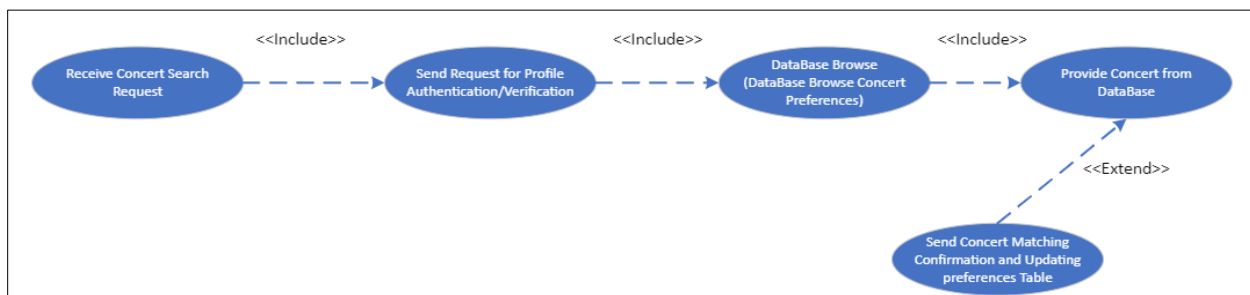 <<Include>>
<<Include>>
<<Include>>
Receive Concert Search
Request
Send Request for Profile
Authentication/Verification
DataBase Browse
(DataBase Browse Concert
Preferences)
Provide Concert from
DataBase
<<Extend>>
Send Concert Matching
Confirmation and Updating
preferences Table